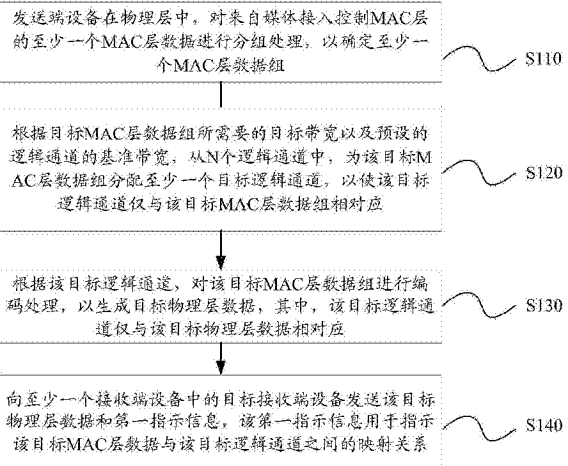 发送端设备在物理层中，对来自媒体接入控制MAC层
的至少一个MAC层数据进行分组处理，以确定至少一
个MAC层数据组
S110
根据目标MAC层数据组所需要的目标带宽以及预设的
逻辑通道的基准带宽，从N个逻辑通道中，为该目标M
AC层数据组分配至少一个目标逻辑通道，以使该目标
逻辑通道仅与该目标MAC层数据组相对应
S120
根据该目标逻辑通道，对该目标MAC层数据组进行编
码处理，以生成目标物理层数据，其中，该目标逻辑通
道仅与该目标物理层数据相对应
S130
向至少一个接收端设备中的目标接收端设备发送该目标
物理层数据和第一指示信息，该第一指示信息用于指示
该目标MAC层数据与该目标逻辑通道之间的映射关系
S140